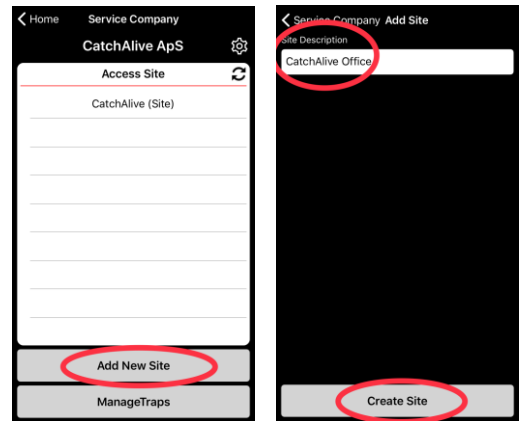 Home Service Company
CatchAlive ApS
Access Site
CatchAlive (Site)
Add New Site
ManageTraps
Service Company Add Site
Site Description
CatchAlive Office
Create Site